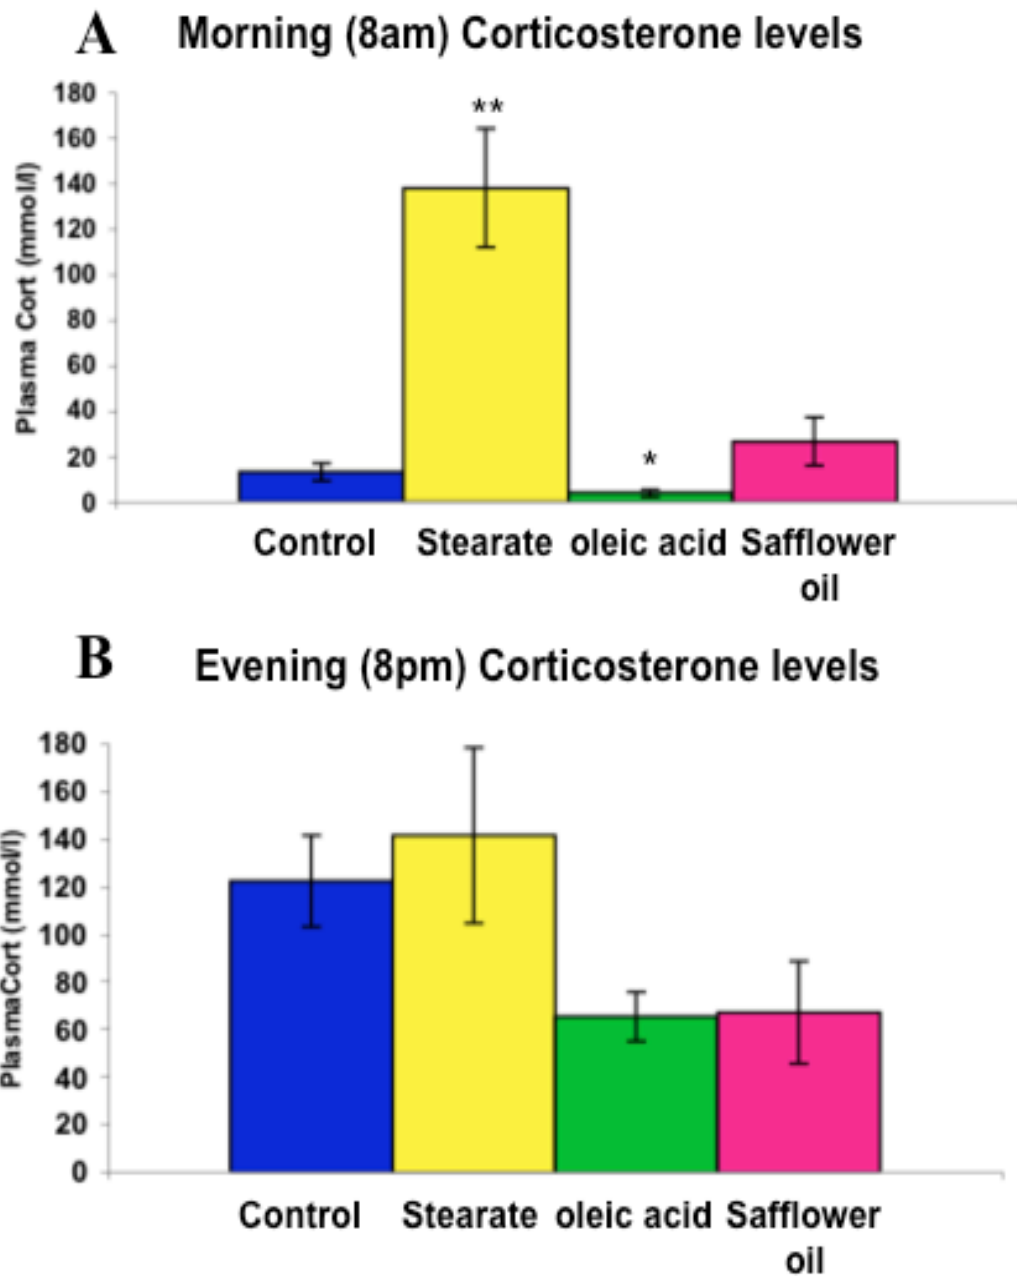 A
Morning (8am) Corticosterone levels
Plasma Cort (mmol/l)
180
160
140
120
100
80
60
40
20
0
**
*
Control Stearate oleic acid Safflower
oil
B
Evening (8pm) Corticosterone levels
PlasmaCort (mmol/l)
180
160
140
120
100
80
60
40
20
0
Control Stearate oleic acid Safflower
oil